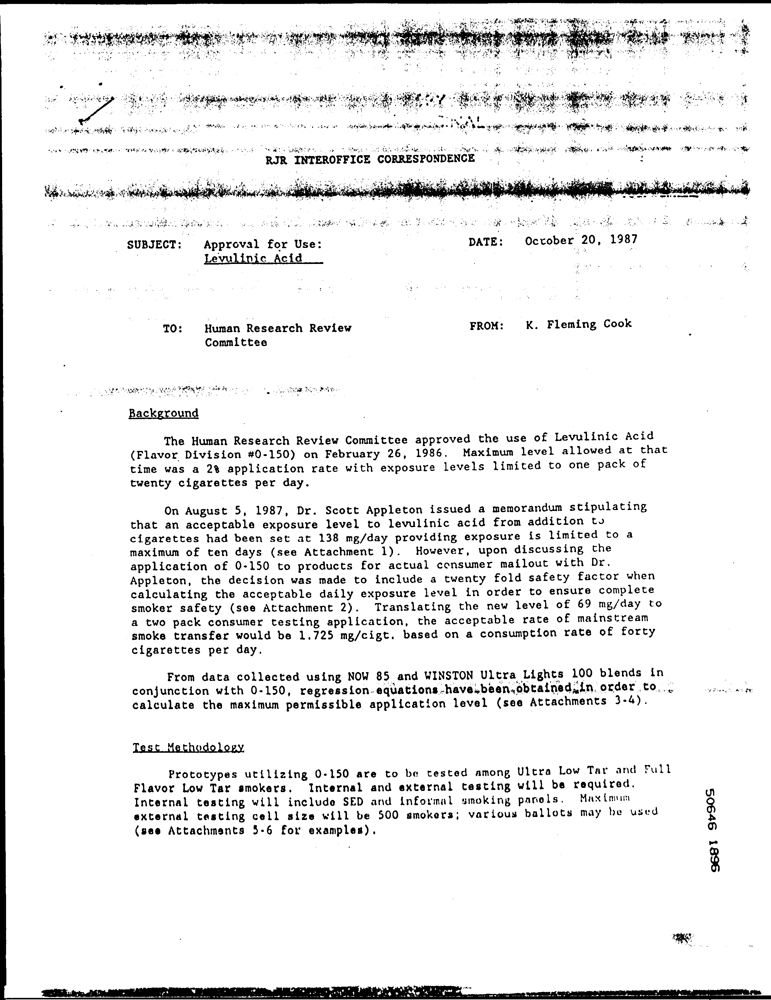 RJR INTEROFFICE CORRESPONDENCE
SUBJECT: Approval for Use: DATE: October 20, 1987
Levulinic Acid
TO: Human Research Review FROM: K. Fleming Cook
Committee
Background
The Human Research Review Committee approved the use of Levulinic Acid
(Flavor Division #0-150) on February 26, 1986. Maximum level allowed at that
time was a 2% application rate with exposure levels limited to one pack of
twenty cigarettes per day.
On August 5, 1987, Dr. Scott Appleton issued a memorandum stipulating
that an acceptable exposure level to levulinic acid from addition to
cigarettes had been set at 138 mg/day providing exposure is limited to a
maximum of ten days (see Attachment 1). However, upon discussing the
application of 0-150 to products for actual consumer mailout with Dr.
Appleton, the decision was made to include a twenty fold safety factor when
calculating the acceptable daily exposure level in order to ensure complete
smoker safety (see Attachment 2). Translating the new level of 69 mg/day to
a two pack consumer testing application, the acceptable rate of mainstream
smoke transfer would be 1.725 mg/cigt. based on a consumption rate of forty
cigarettes per day.
From data collected using NOW 85 and WINSTON Ultra Lights 100 blends in
conjunction with 0-150, regression equations have been obtained in order to
calculate the maximum permissible application level (see Attachments 3-4).
Test Methodology
Prototypes utilizing 0-150 are to be tested among Ultra Low Tar and Full
Flavor Low Tar smokers. Internal and external testing will be required.
Internal testing will include SED and informal smoking panels. Maximum
external testing cell size will be 500 smokers; various ballots may be used
(see Attachments 5-6 for examples).
50646 1896